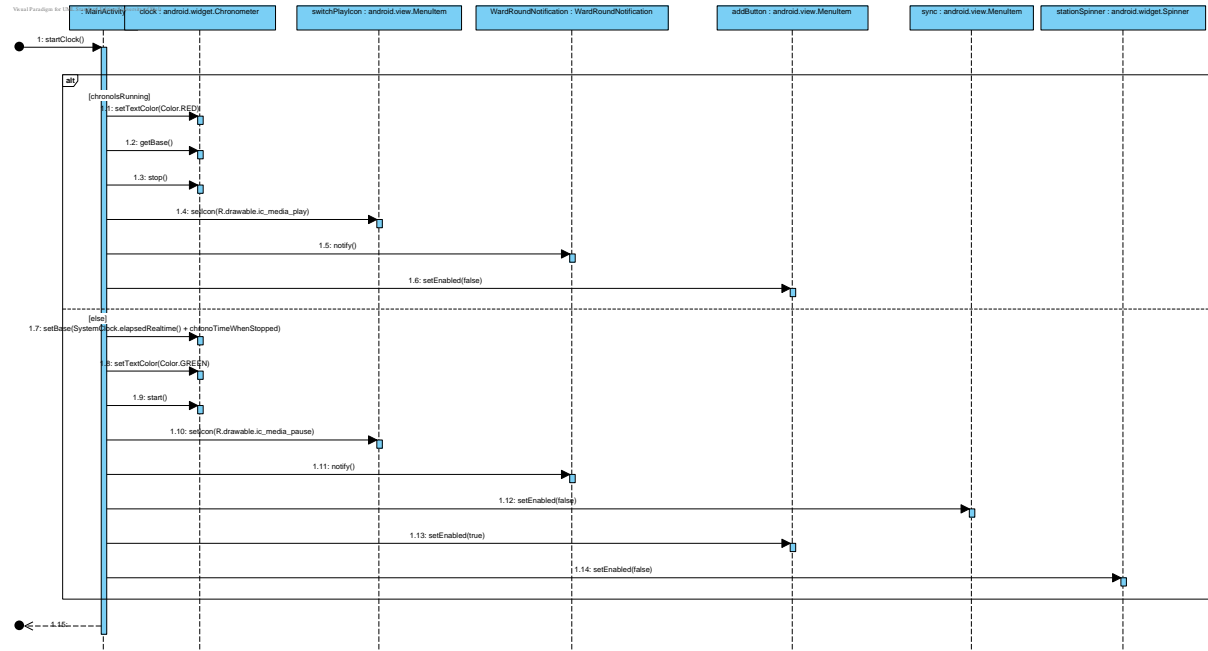 Visual Paradigm for UML
: MainActivity
clock : android.widget.Chronometer
switchPlayIcon : android.view.MenuItem
WardRoundNotification : WardRoundNotification
addButton : android.view.MenuItem
sync : android.view.MenuItem
stationSpinner : android.widget.Spinner
1: startClock()
alt
[chronoIsRunning]
1.1: setTextColor(Color.RED)
1.2: getBase()
1.3: stop()
1.4: setIcon(R.drawable.ic_media_play)
1.5: notify()
1.6: setEnabled(false)
[else]
1.7: setBase(SystemClock.elapsedRealtime() + chronoTimeWhenStopped)
1.8: setTextColor(Color.GREEN)
1.9: start()
1.10: setIcon(R.drawable.ic_media_pause)
1.11: notify()
1.12: setEnabled(false)
1.13: setEnabled(true)
1.14: setEnabled(false)
1.15: